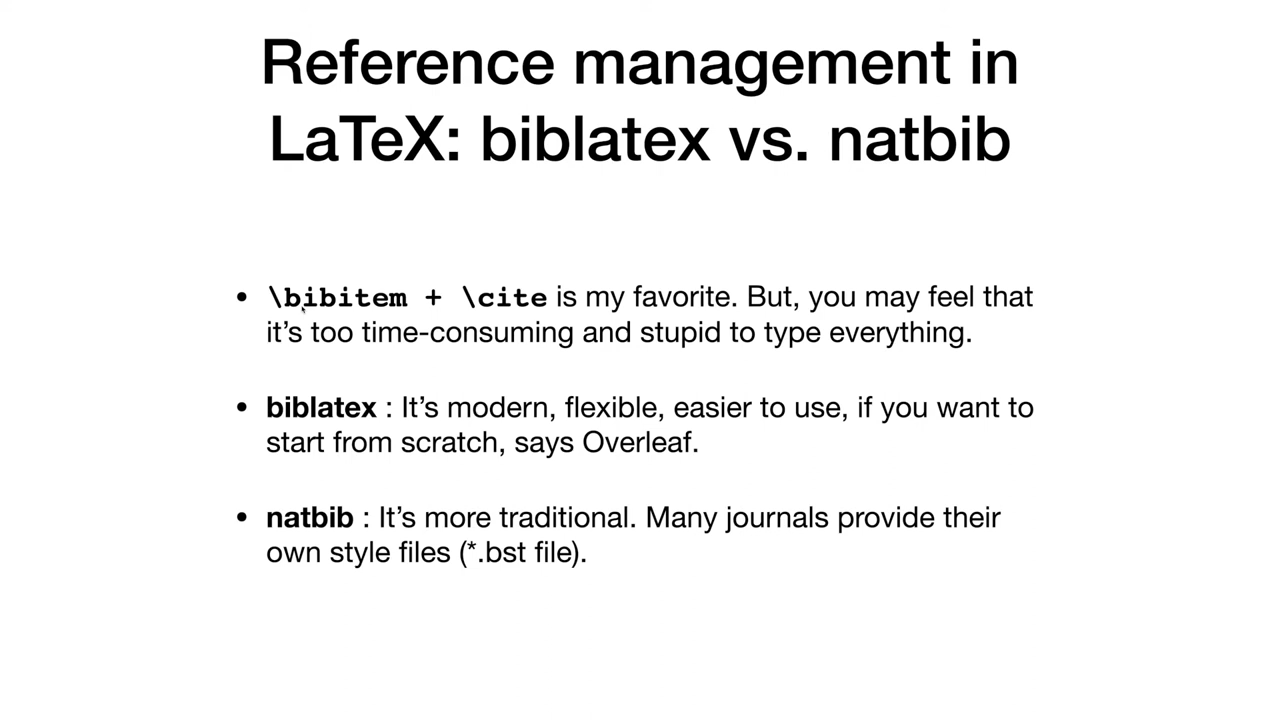 Reference management in
LaTeX: biblatex vs. natbib
• \bibitem + \cite is my favorite. But, you may feel that
it’s too time-consuming and stupid to type everything.
• biblatex : It’s modern, flexible, easier to use, if you want to
start from scratch, says Overleaf.
• natbib : It’s more traditional. Many journals provide their
own style files (*.bst file).